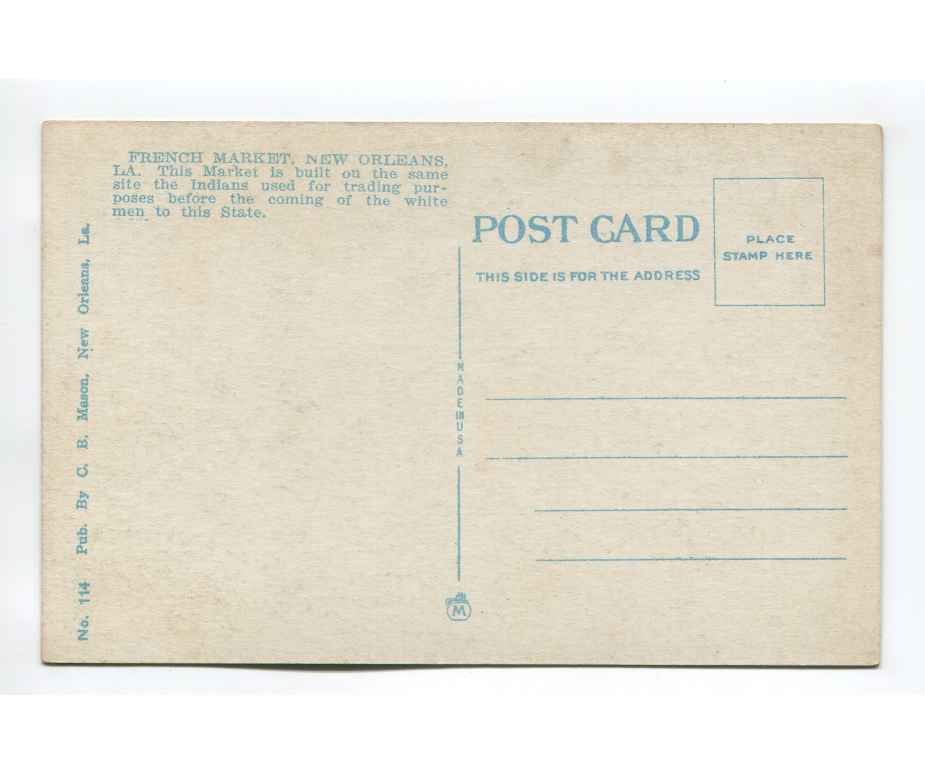 FRENCH MARKET, NEW ORLEANS,
LA. This Market is built on the same
site the Indians used for trading pur-
poses before the coming of the white
men to this State.
POST CARD
THIS SIDE IS FOR THE ADDRESS
PLACE
STAMP HERE
MADE IN USA
No. 114 Pub. By C. B. Mason, New Orleans, La.
M